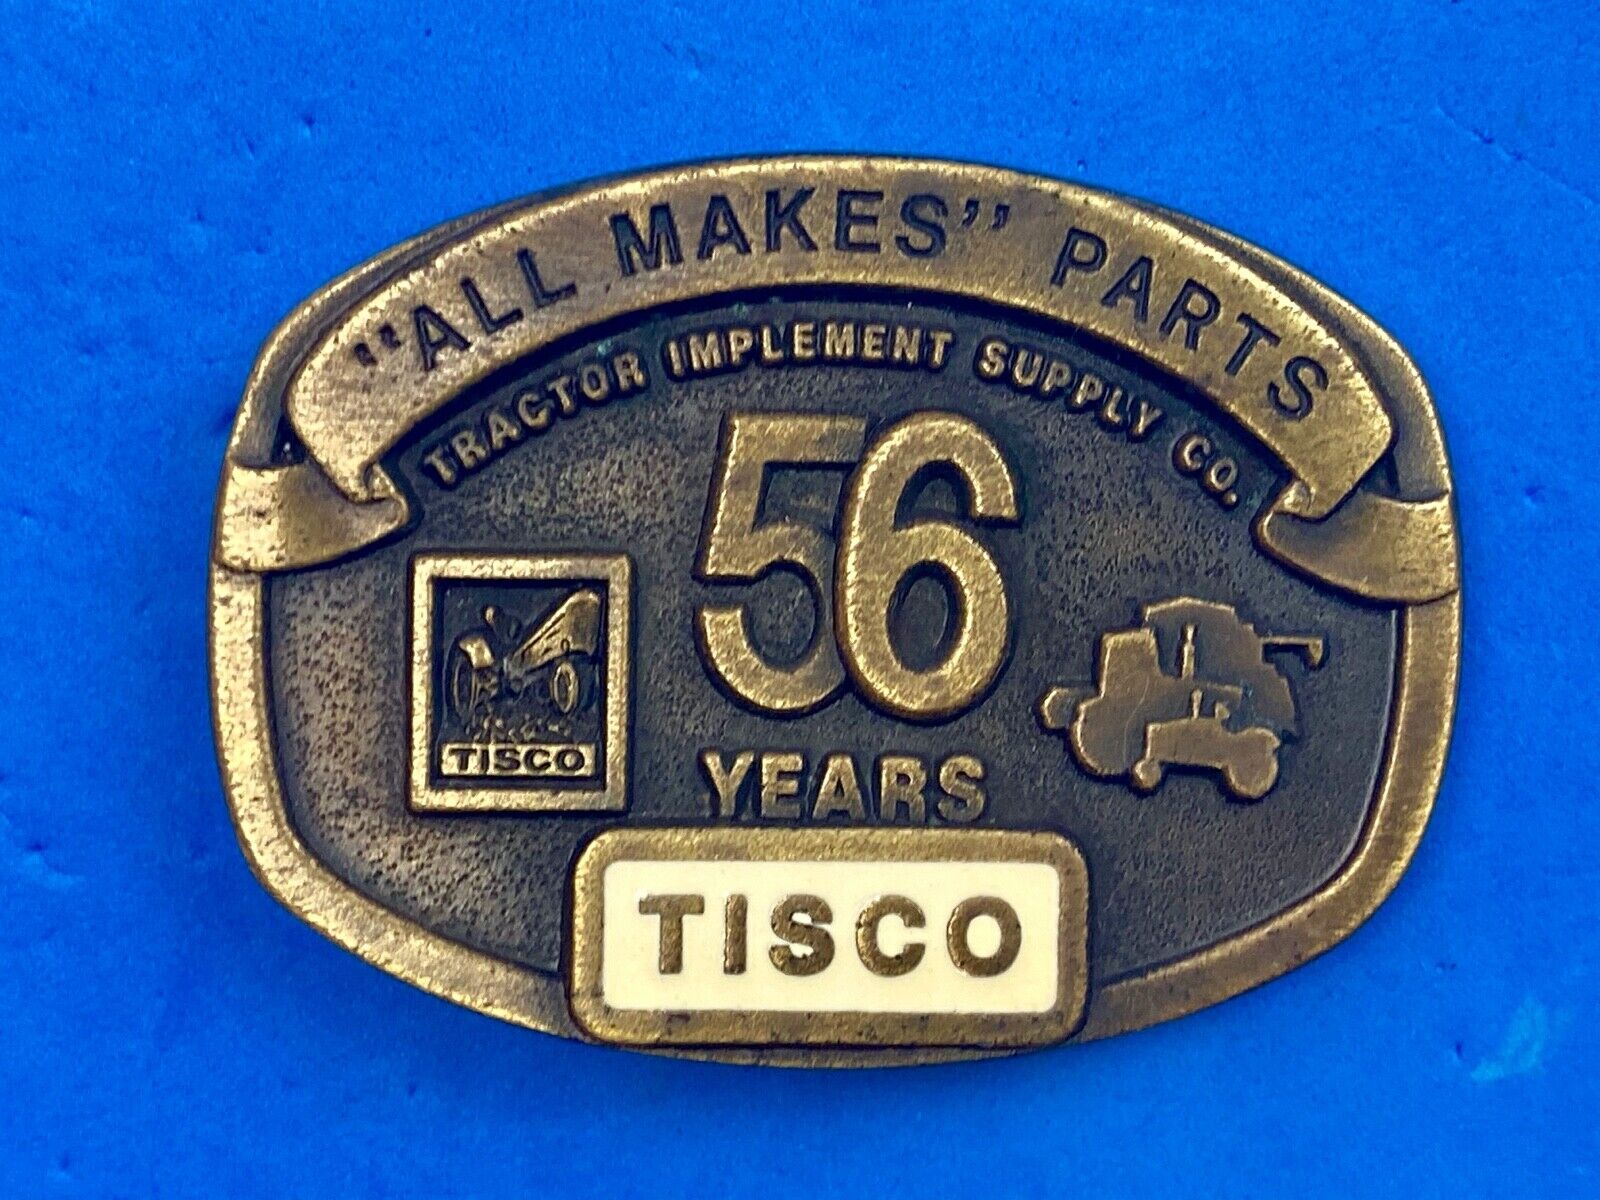 "ALL MAKES" PARTS
TRACTOR IMPLEMENT SUPPLY CO.
56
YEARS
TISCO
TISCO